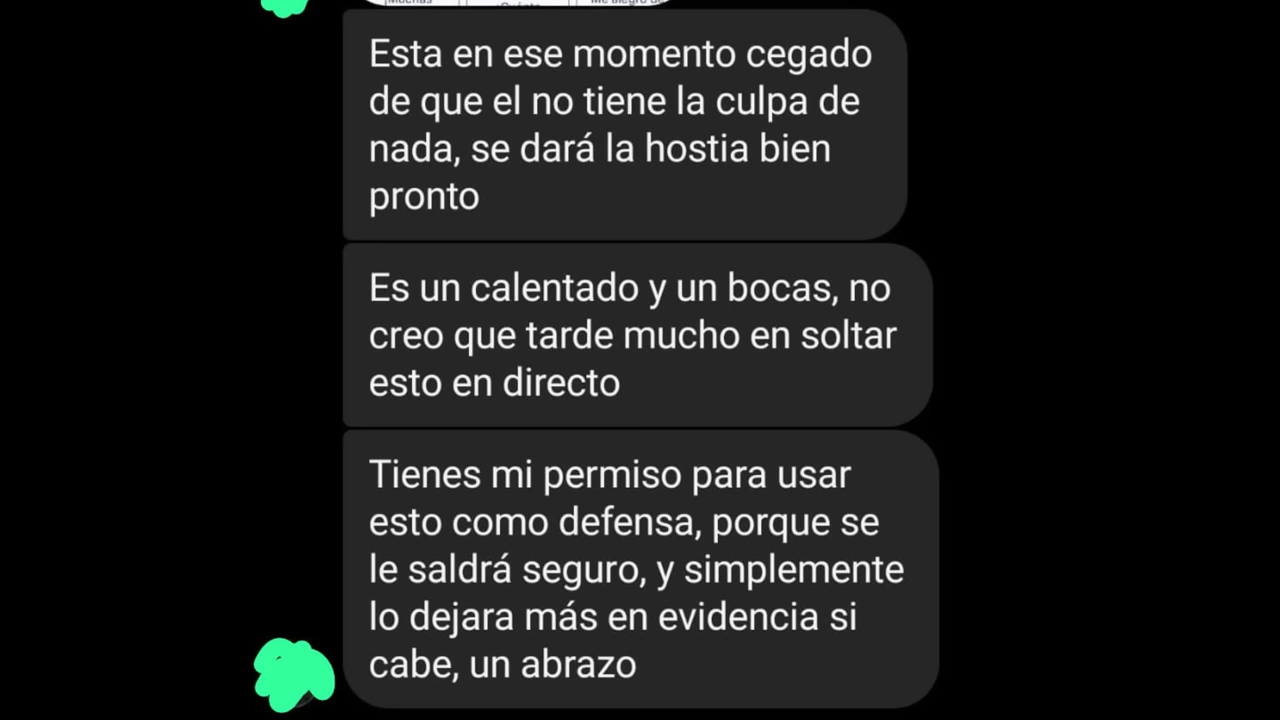 Esta en ese momento cegado
de que el no tiene la culpa de
nada, se dará la hostia bien
pronto
Es un calentado y un bocas, no
creo que tarde mucho en soltar
esto en directo
Tienes mi permiso para usar
esto como defensa, porque se
le saldrá seguro, y simplemente
lo dejara más en evidencia si
cabe, un abrazo